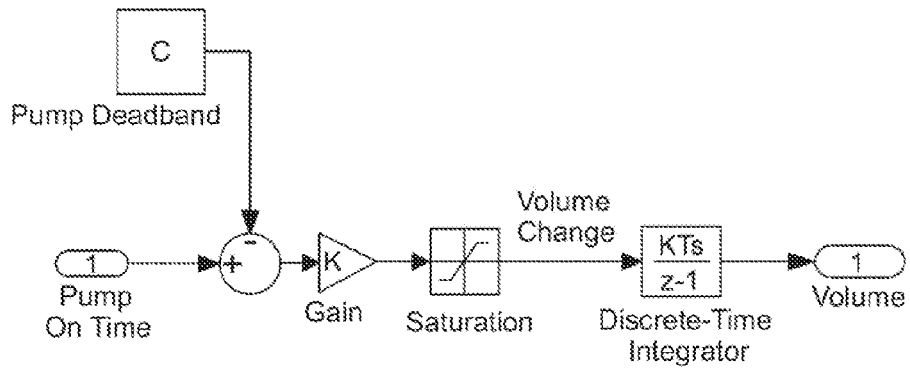 C
Pump Deadband
-
+
1
Pump
On Time
K
Gain
Saturation
Volume
Change
KTs
z-1
Discrete-Time
Integrator
1
Volume